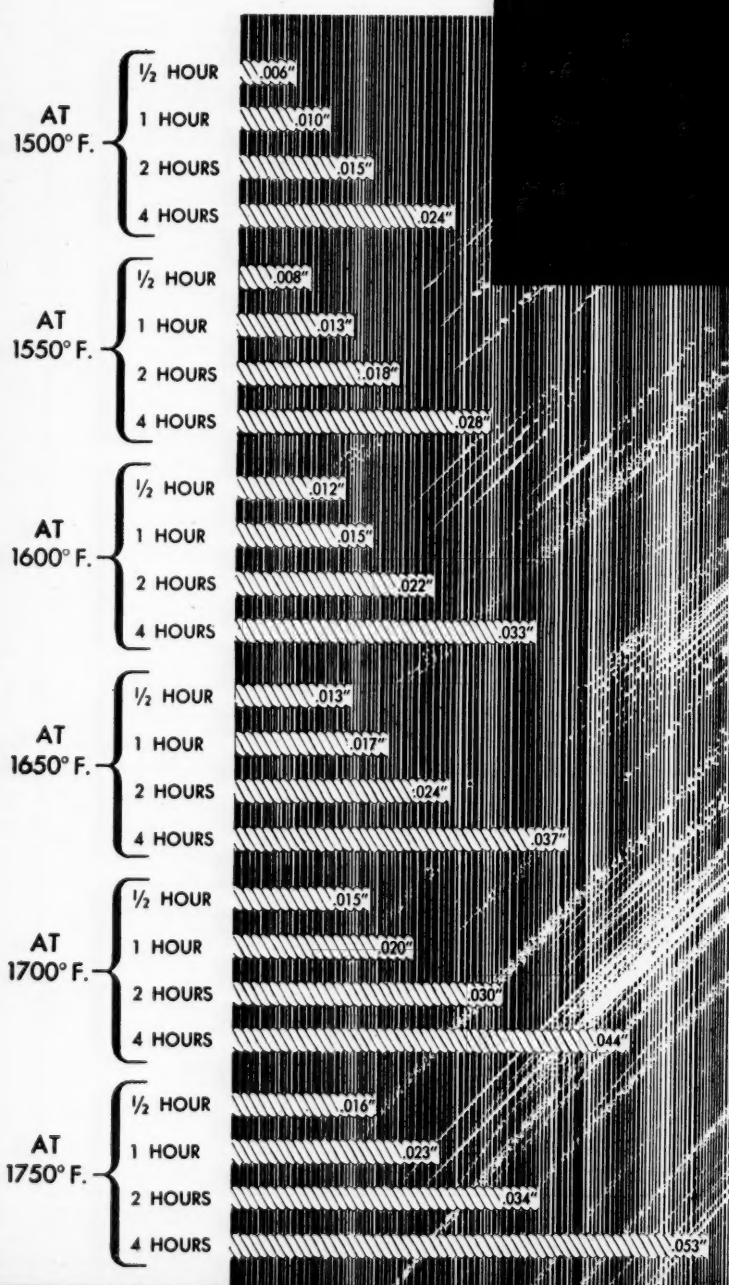 ½ HOUR .006"
AT 1500° F.
1 HOUR .010"
2 HOURS .015"
4 HOURS .024"
½ HOUR .008"
AT 1550° F.
1 HOUR .013"
2 HOURS .018"
4 HOURS .028"
½ HOUR .012"
AT 1600° F.
1 HOUR .015"
2 HOURS .022"
4 HOURS .033"
½ HOUR .013"
AT 1650° F.
1 HOUR .017"
2 HOURS .024"
4 HOURS .037"
½ HOUR .015"
AT 1700° F.
1 HOUR .020"
2 HOURS .030"
4 HOURS .044"
½ HOUR .016"
AT 1750° F.
1 HOUR .023"
2 HOURS .034"
4 HOURS .053"